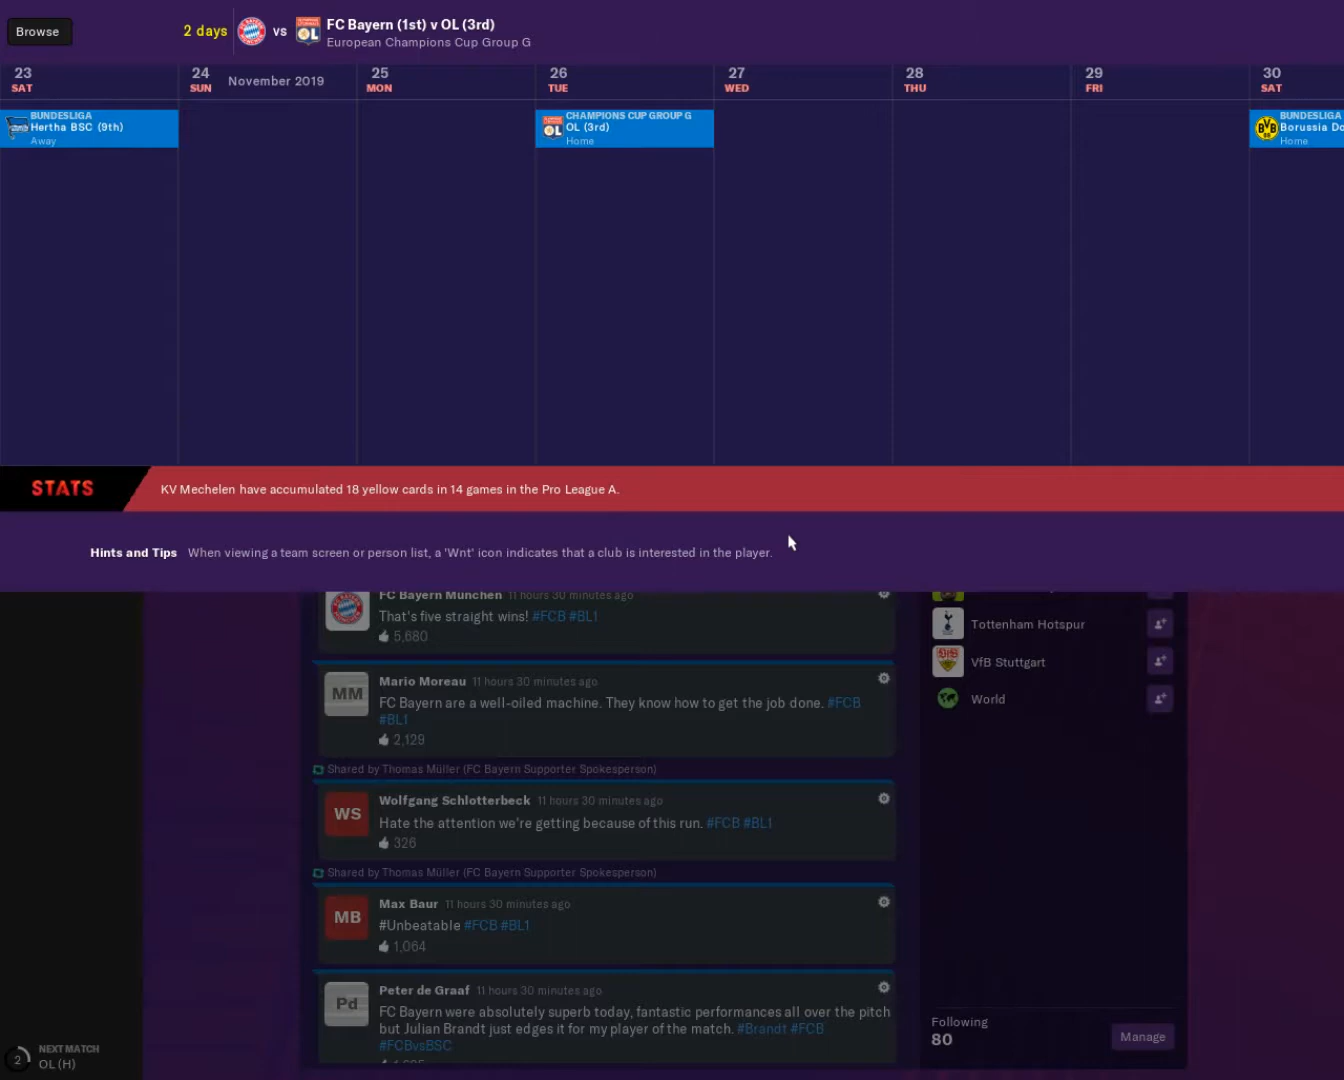 Browse
2 days
vs
FC Bayern (1st) v OL (3rd)
European Champions Cup Group G
23
SAT
24
SUN
November 2019
25
MON
26
TUE
27
WED
28
THU
29
FRI
30
SAT
BUNDESLIGA
Hertha BSC (9th)
Away
CHAMPIONS CUP GROUP G
OL (3rd)
Home
BUNDESLIGA
Borussia Do
Home
STATS
KV Mechelen have accumulated 18 yellow cards in 14 games in the Pro League A.
Hints and Tips
When viewing a team screen or person list, a 'Wnt' icon indicates that a club is interested in the player.
FC Bayern München 11 hours 30 minutes ago
That's five straight wins! #FCB #BL1
5,680
MM
Mario Moreau 11 hours 30 minutes ago
FC Bayern are a well-oiled machine. They know how to get the job done. #FCB
#BL1
2,129
Shared by Thomas Müller (FC Bayern Supporter Spokesperson)
WS
Wolfgang Schlotterbeck 11 hours 30 minutes ago
Hate the attention we're getting because of this run. #FCB #BL1
326
Shared by Thomas Müller (FC Bayern Supporter Spokesperson)
MB
Max Baur 11 hours 30 minutes ago
#Unbeatable #FCB #BL1
1,064
Pd
Peter de Graaf 11 hours 30 minutes ago
FC Bayern were absolutely superb today, fantastic performances all over the pitch
but Julian Brandt just edges it for my player of the match. #Brandt #FCB
#FCBvsBSC
Tottenham Hotspur
VfB Stuttgart
World
Following
80
Manage
2
NEXT MATCH
OL (H)